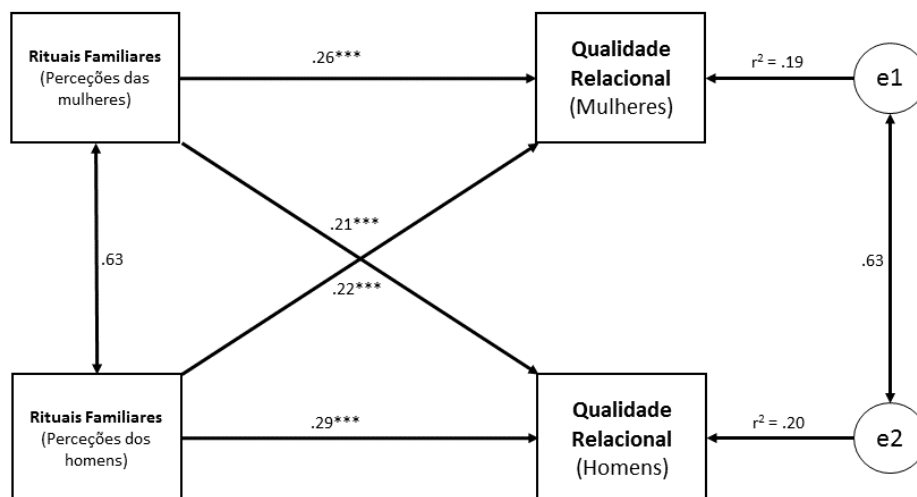 Rituais Familiares
(Perceções das
mulheres)
.26***
Qualidade
Relacional
(Mulheres)
r² = .19
e1
.63
.21***
.22***
.63
Rituais Familiares
(Perceções dos
homens)
.29***
Qualidade
Relacional
(Homens)
r² = .20
e2